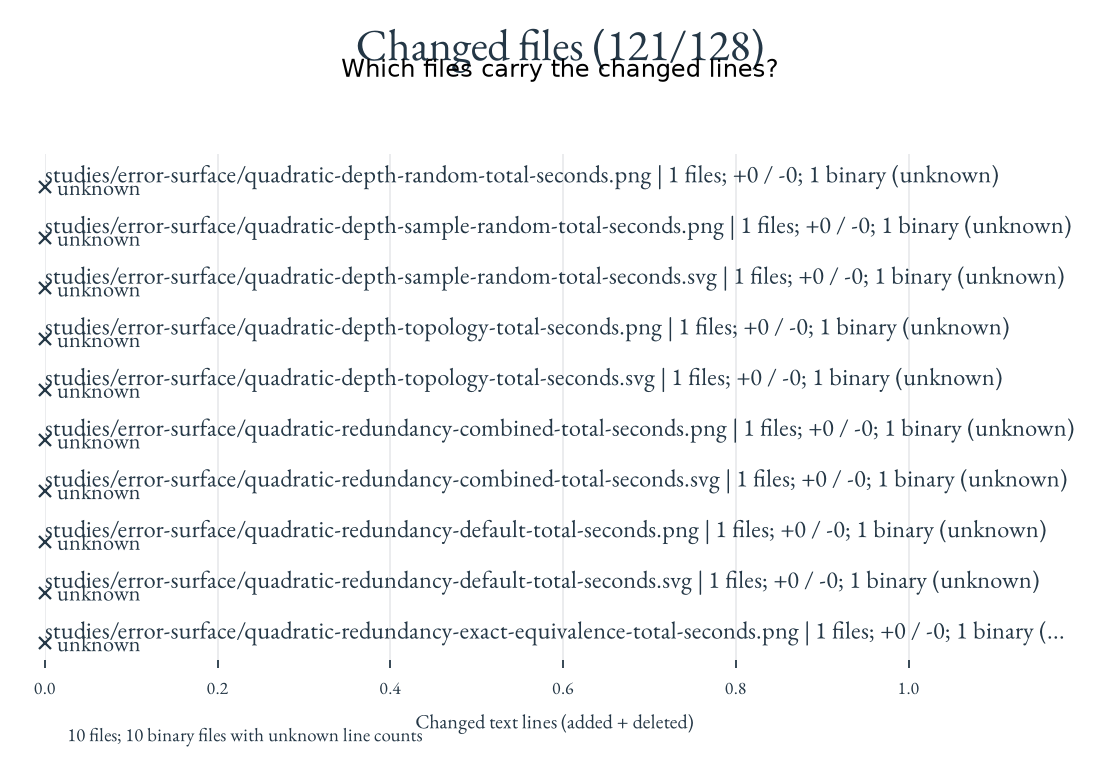 Changed files (121/128)
Which files carry the changed lines?
studies/error-surface/quadratic-depth-random-total-seconds.png | 1 files; +0 / -0; 1 binary (unknown)
unknown
studies/error-surface/quadratic-depth-sample-random-total-seconds.png | 1 files; +0 / -0; 1 binary (unknown)
unknown
studies/error-surface/quadratic-depth-sample-random-total-seconds.svg | 1 files; +0 / -0; 1 binary (unknown)
unknown
studies/error-surface/quadratic-depth-topology-total-seconds.png | 1 files; +0 / -0; 1 binary (unknown)
unknown
studies/error-surface/quadratic-depth-topology-total-seconds.svg | 1 files; +0 / -0; 1 binary (unknown)
unknown
studies/error-surface/quadratic-redundancy-combined-total-seconds.png | 1 files; +0 / -0; 1 binary (unknown)
unknown
studies/error-surface/quadratic-redundancy-combined-total-seconds.svg | 1 files; +0 / -0; 1 binary (unknown)
unknown
studies/error-surface/quadratic-redundancy-default-total-seconds.png | 1 files; +0 / -0; 1 binary (unknown)
unknown
studies/error-surface/quadratic-redundancy-default-total-seconds.svg | 1 files; +0 / -0; 1 binary (unknown)
unknown
studies/error-surface/quadratic-redundancy-exact-equivalence-total-seconds.png | 1 files; +0 / -0; 1 binary (...
unknown
0.0 0.2 0.4 0.6 0.8 1.0
Changed text lines (added + deleted)
10 files; 10 binary files with unknown line counts